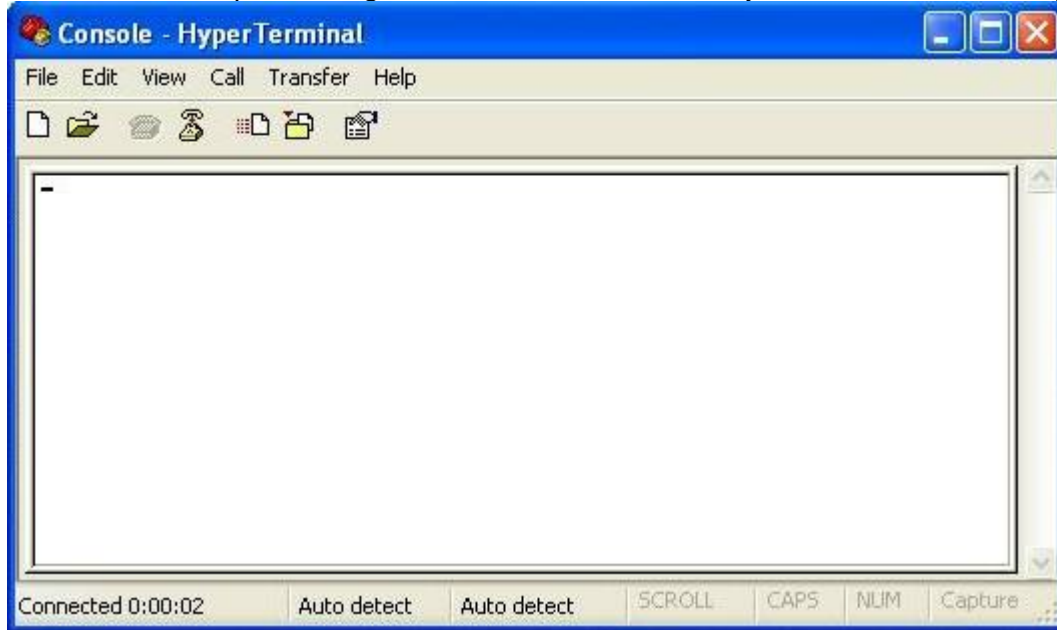 Console - HyperTerminal
File Edit View Call Transfer Help
Connected 0:00:02 Auto detect Auto detect SCROLL CAPS NUM Capture